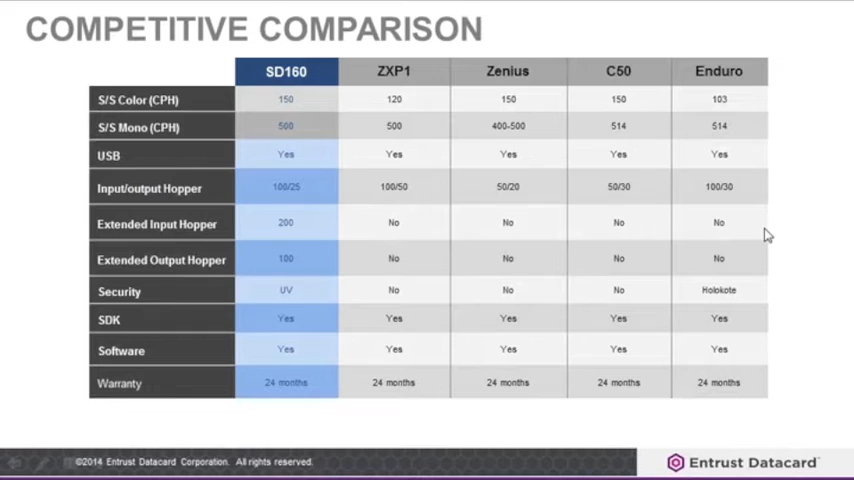 COMPETITIVE COMPARISON
SD160 ZXP1 Zenius C50 Enduro
S/S Color (CPH) 150 120 150 150 103
S/S Mono (CPH) 500 500 400-500 514 514
USB Yes Yes Yes Yes Yes
Input/output Hopper 100/25 100/50 50/20 50/30 100/30
Extended Input Hopper 200 No No No No
Extended Output Hopper 100 No No No No
Security UV No No No Holokote
SDK Yes Yes Yes Yes Yes
Software Yes Yes Yes Yes Yes
Warranty 24 months 24 months 24 months 24 months 24 months
©2014 Entrust Datacard Corporation. All rights reserved.
Entrust Datacard